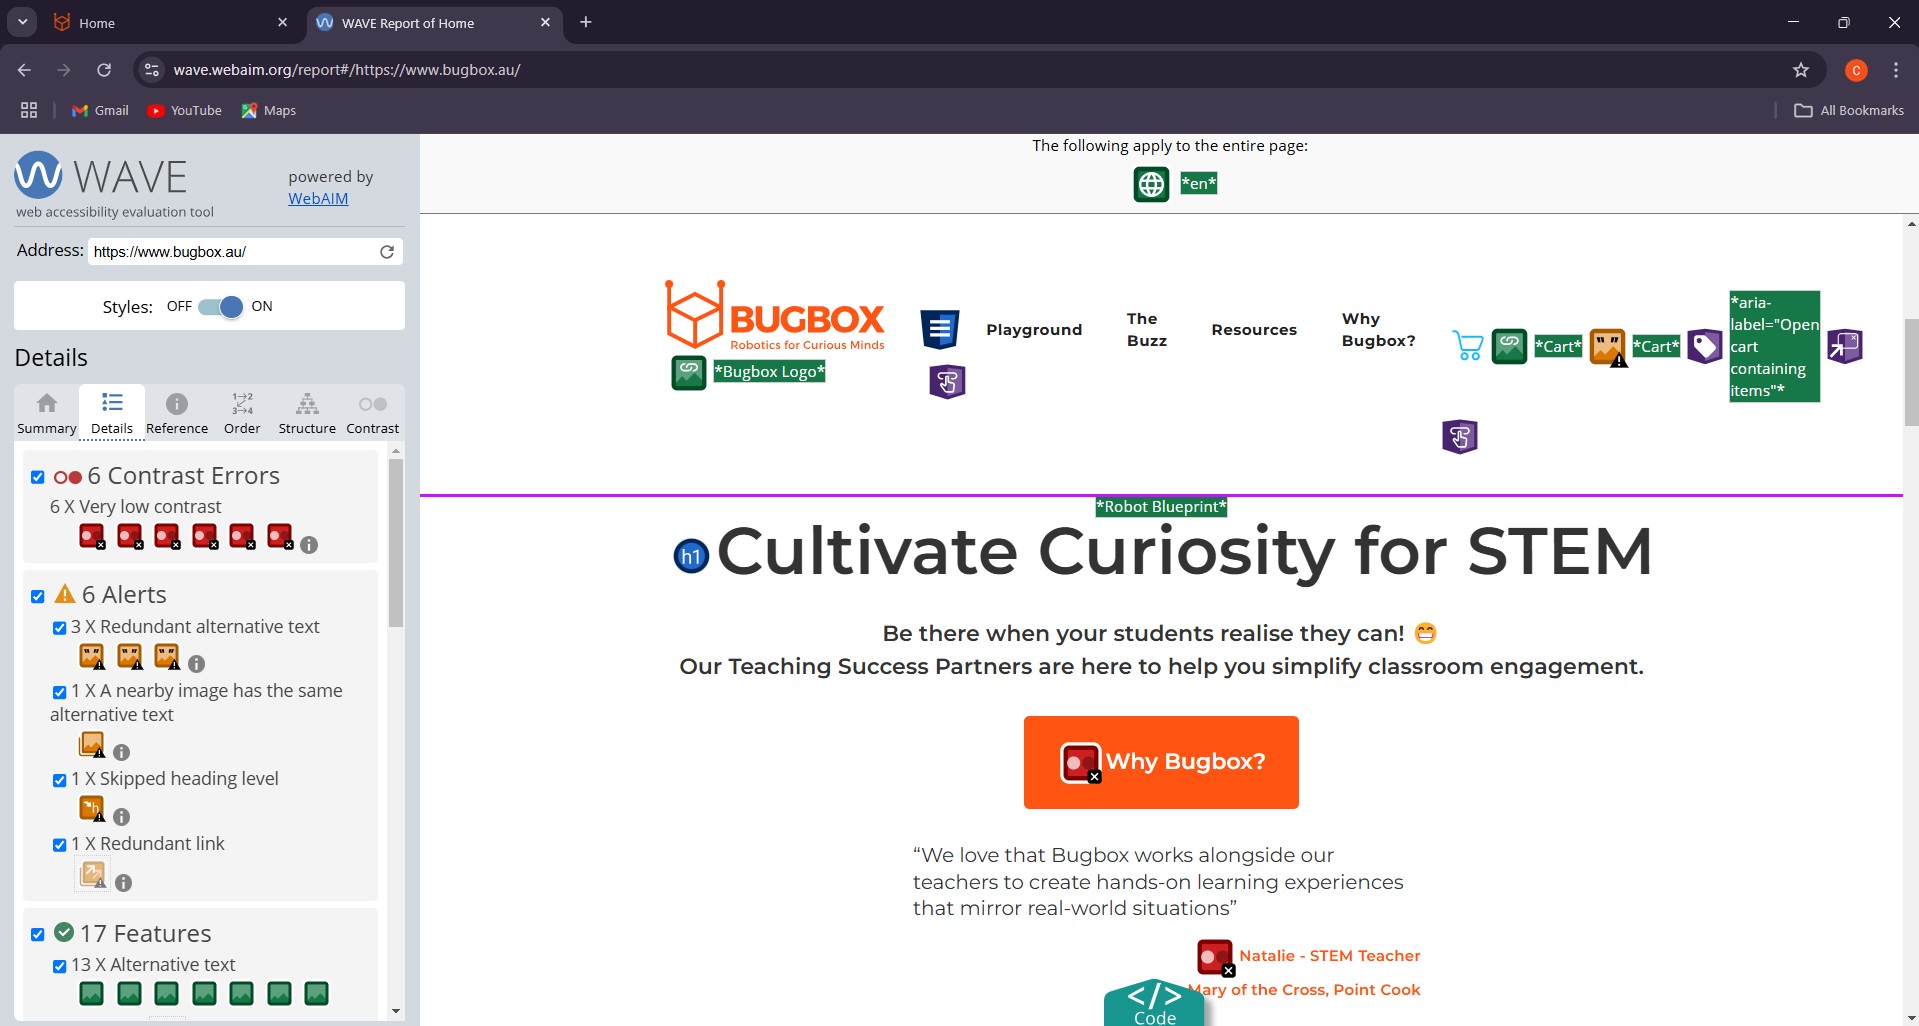 Home
WAVE Report of Home
wave.webaim.org/report#/https://www.bugbox.au/
C
Gmail
YouTube
Maps
All Bookmarks
WAVE
powered by
WebAIM
web accessibility evaluation tool
Address: https://www.bugbox.au/
Styles: OFF ON
Details
Summary
Details
Reference
1→2
3→4
Order
Structure
Contrast
6 Contrast Errors
6 X Very low contrast
6 Alerts
3 X Redundant alternative text
1 X A nearby image has the same
alternative text
1 X Skipped heading level
h
1 X Redundant link
17 Features
13 X Alternative text
The following apply to the entire page:
*en*
BUGBOX
Robotics for Curious Minds
*Bugbox Logo*
Playground
The
Buzz
Resources
Why
Bugbox?
*Cart*
*Cart*
*aria-
label="Open
cart
containing
items"*
*Robot Blueprint*
h1
Cultivate Curiosity for STEM
Be there when your students realise they can! 😁
Our Teaching Success Partners are here to help you simplify classroom engagement.
Why Bugbox?
“We love that Bugbox works alongside our
teachers to create hands-on learning experiences
that mirror real-world situations”
Natalie - STEM Teacher
Mary of the Cross, Point Cook
</>
Code